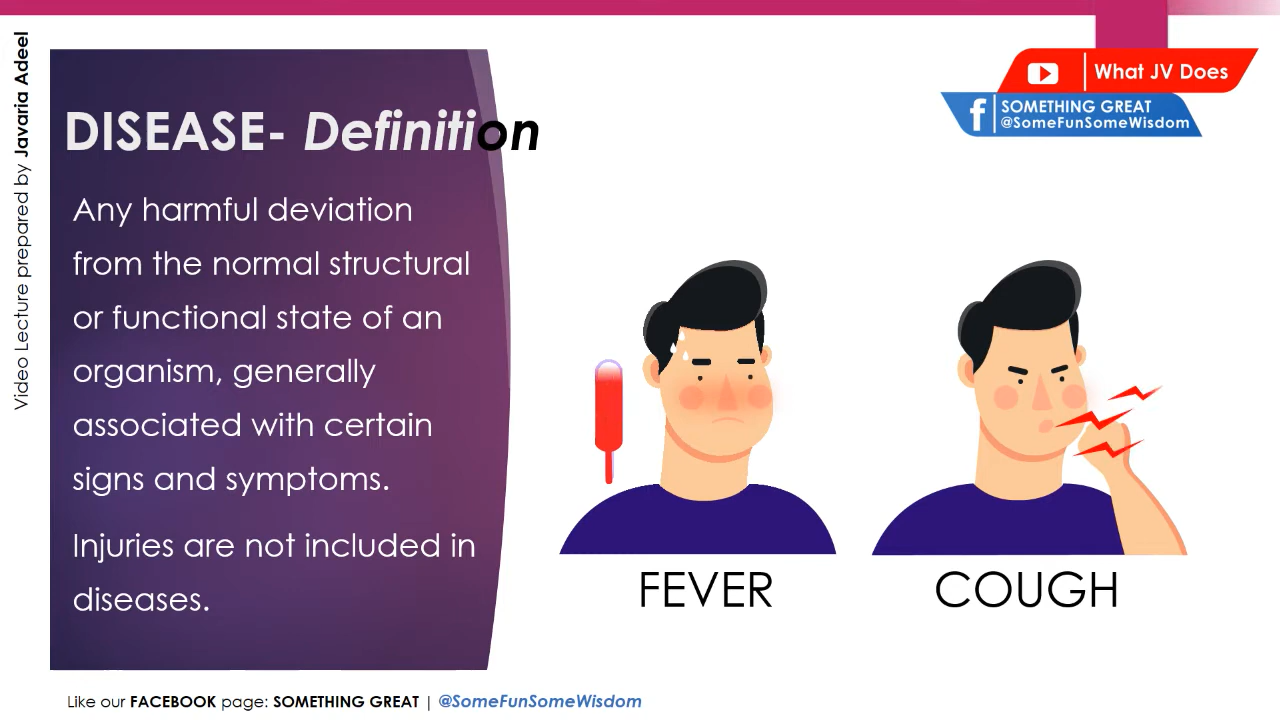 Video Lecture prepared by Javaria Adeel
What JV Does
SOMETHING GREAT
@SomeFunSomeWisdom
DISEASE- Definition
Any harmful deviation
from the normal structural
or functional state of an
organism, generally
associated with certain
signs and symptoms.
Injuries are not included in
diseases.
FEVER
COUGH
Like our FACEBOOK page: SOMETHING GREAT | @SomeFunSomeWisdom